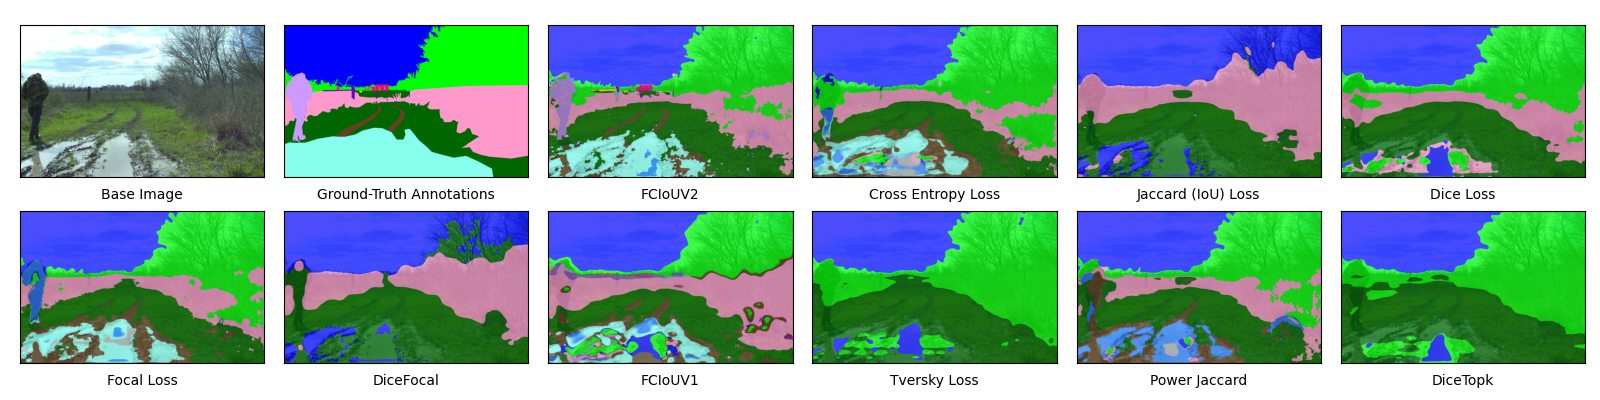 Base Image
Ground-Truth Annotations
FCIoUV2
Cross Entropy Loss
Jaccard (IoU) Loss
Dice Loss
Focal Loss
DiceFocal
FCIoUV1
Tversky Loss
Power Jaccard
DiceTopk